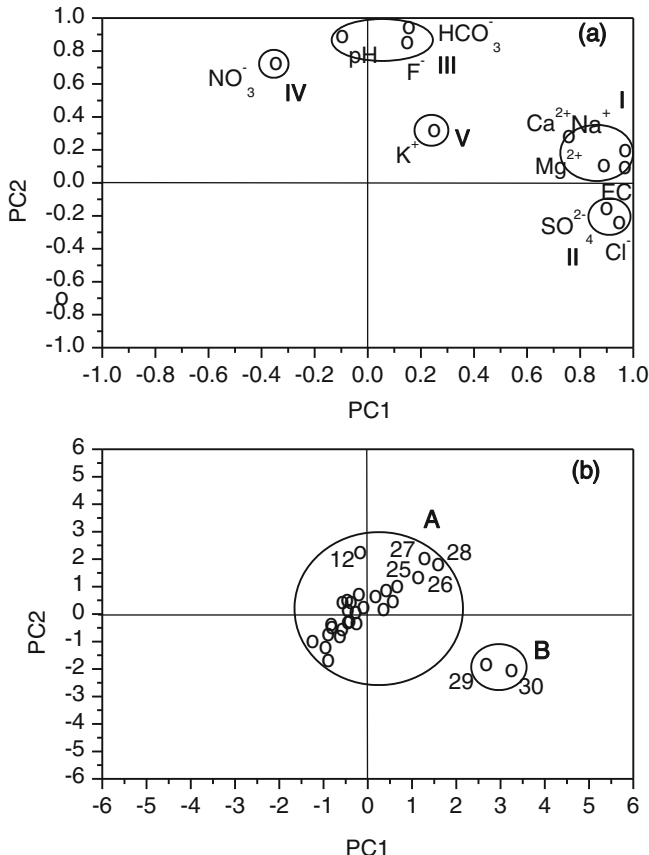 1.0
0.8
0.6
0.4
0.2
0.0
-0.2
-0.4
-0.6
-0.8
-1.0
PC2
(a)
HCO₃⁻
pH
F⁻
III
NO₃⁻
IV
K⁺
V
I
Ca²⁺
Na⁺
Mg²⁺
EC
SO₄²⁻
II
Cl⁻
-1.0 -0.8 -0.6 -0.4 -0.2 0.0 0.2 0.4 0.6 0.8 1.0
PC1
6
5
4
3
2
1
0
-1
-2
-3
-4
-5
-6
PC2
(b)
A
12
27
28
25
26
B
29
30
-6 -5 -4 -3 -2 -1 0 1 2 3 4 5 6
PC1